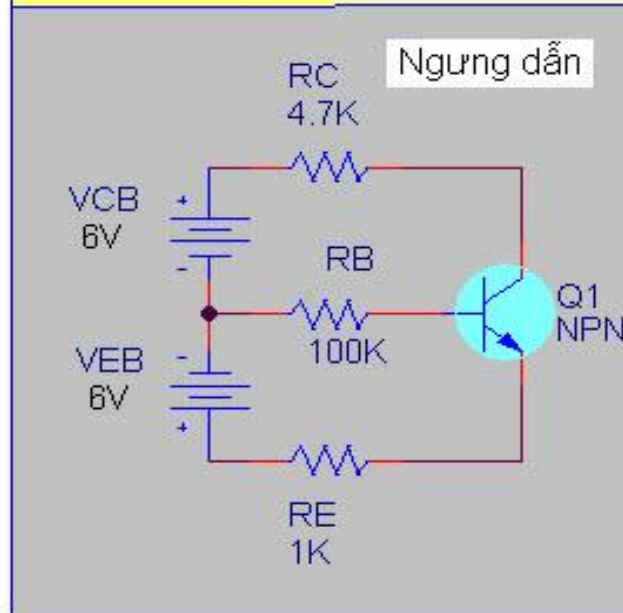 Ngưng dẫn
RC
4.7K
+
VCB
6V
-
RB
100K
Q1
NPN
-
VEB
6V
+
RE
1K